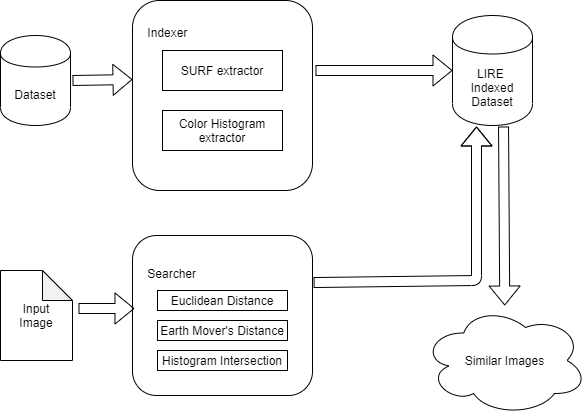 Indexer
SURF extractor
Color Histogram
extractor
Dataset
LIRE
Indexed
Dataset
Searcher
Euclidean Distance
Earth Mover's Distance
Histogram Intersection
Input
Image
Similar Images